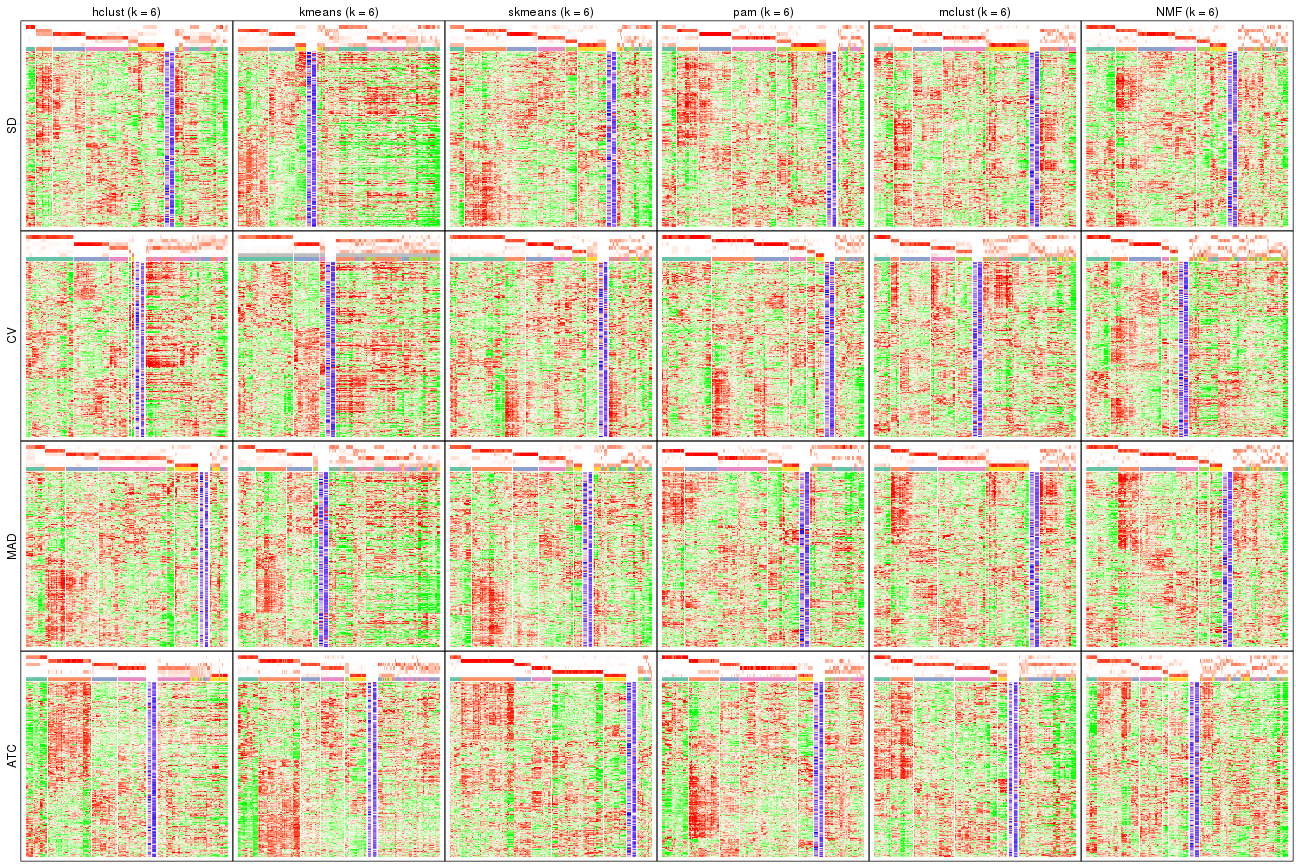 hclust (k = 6) kmeans (k = 6) skmeans (k = 6) pam (k = 6) mclust (k = 6) NMF (k = 6)
SD
CV
MAD
ATC